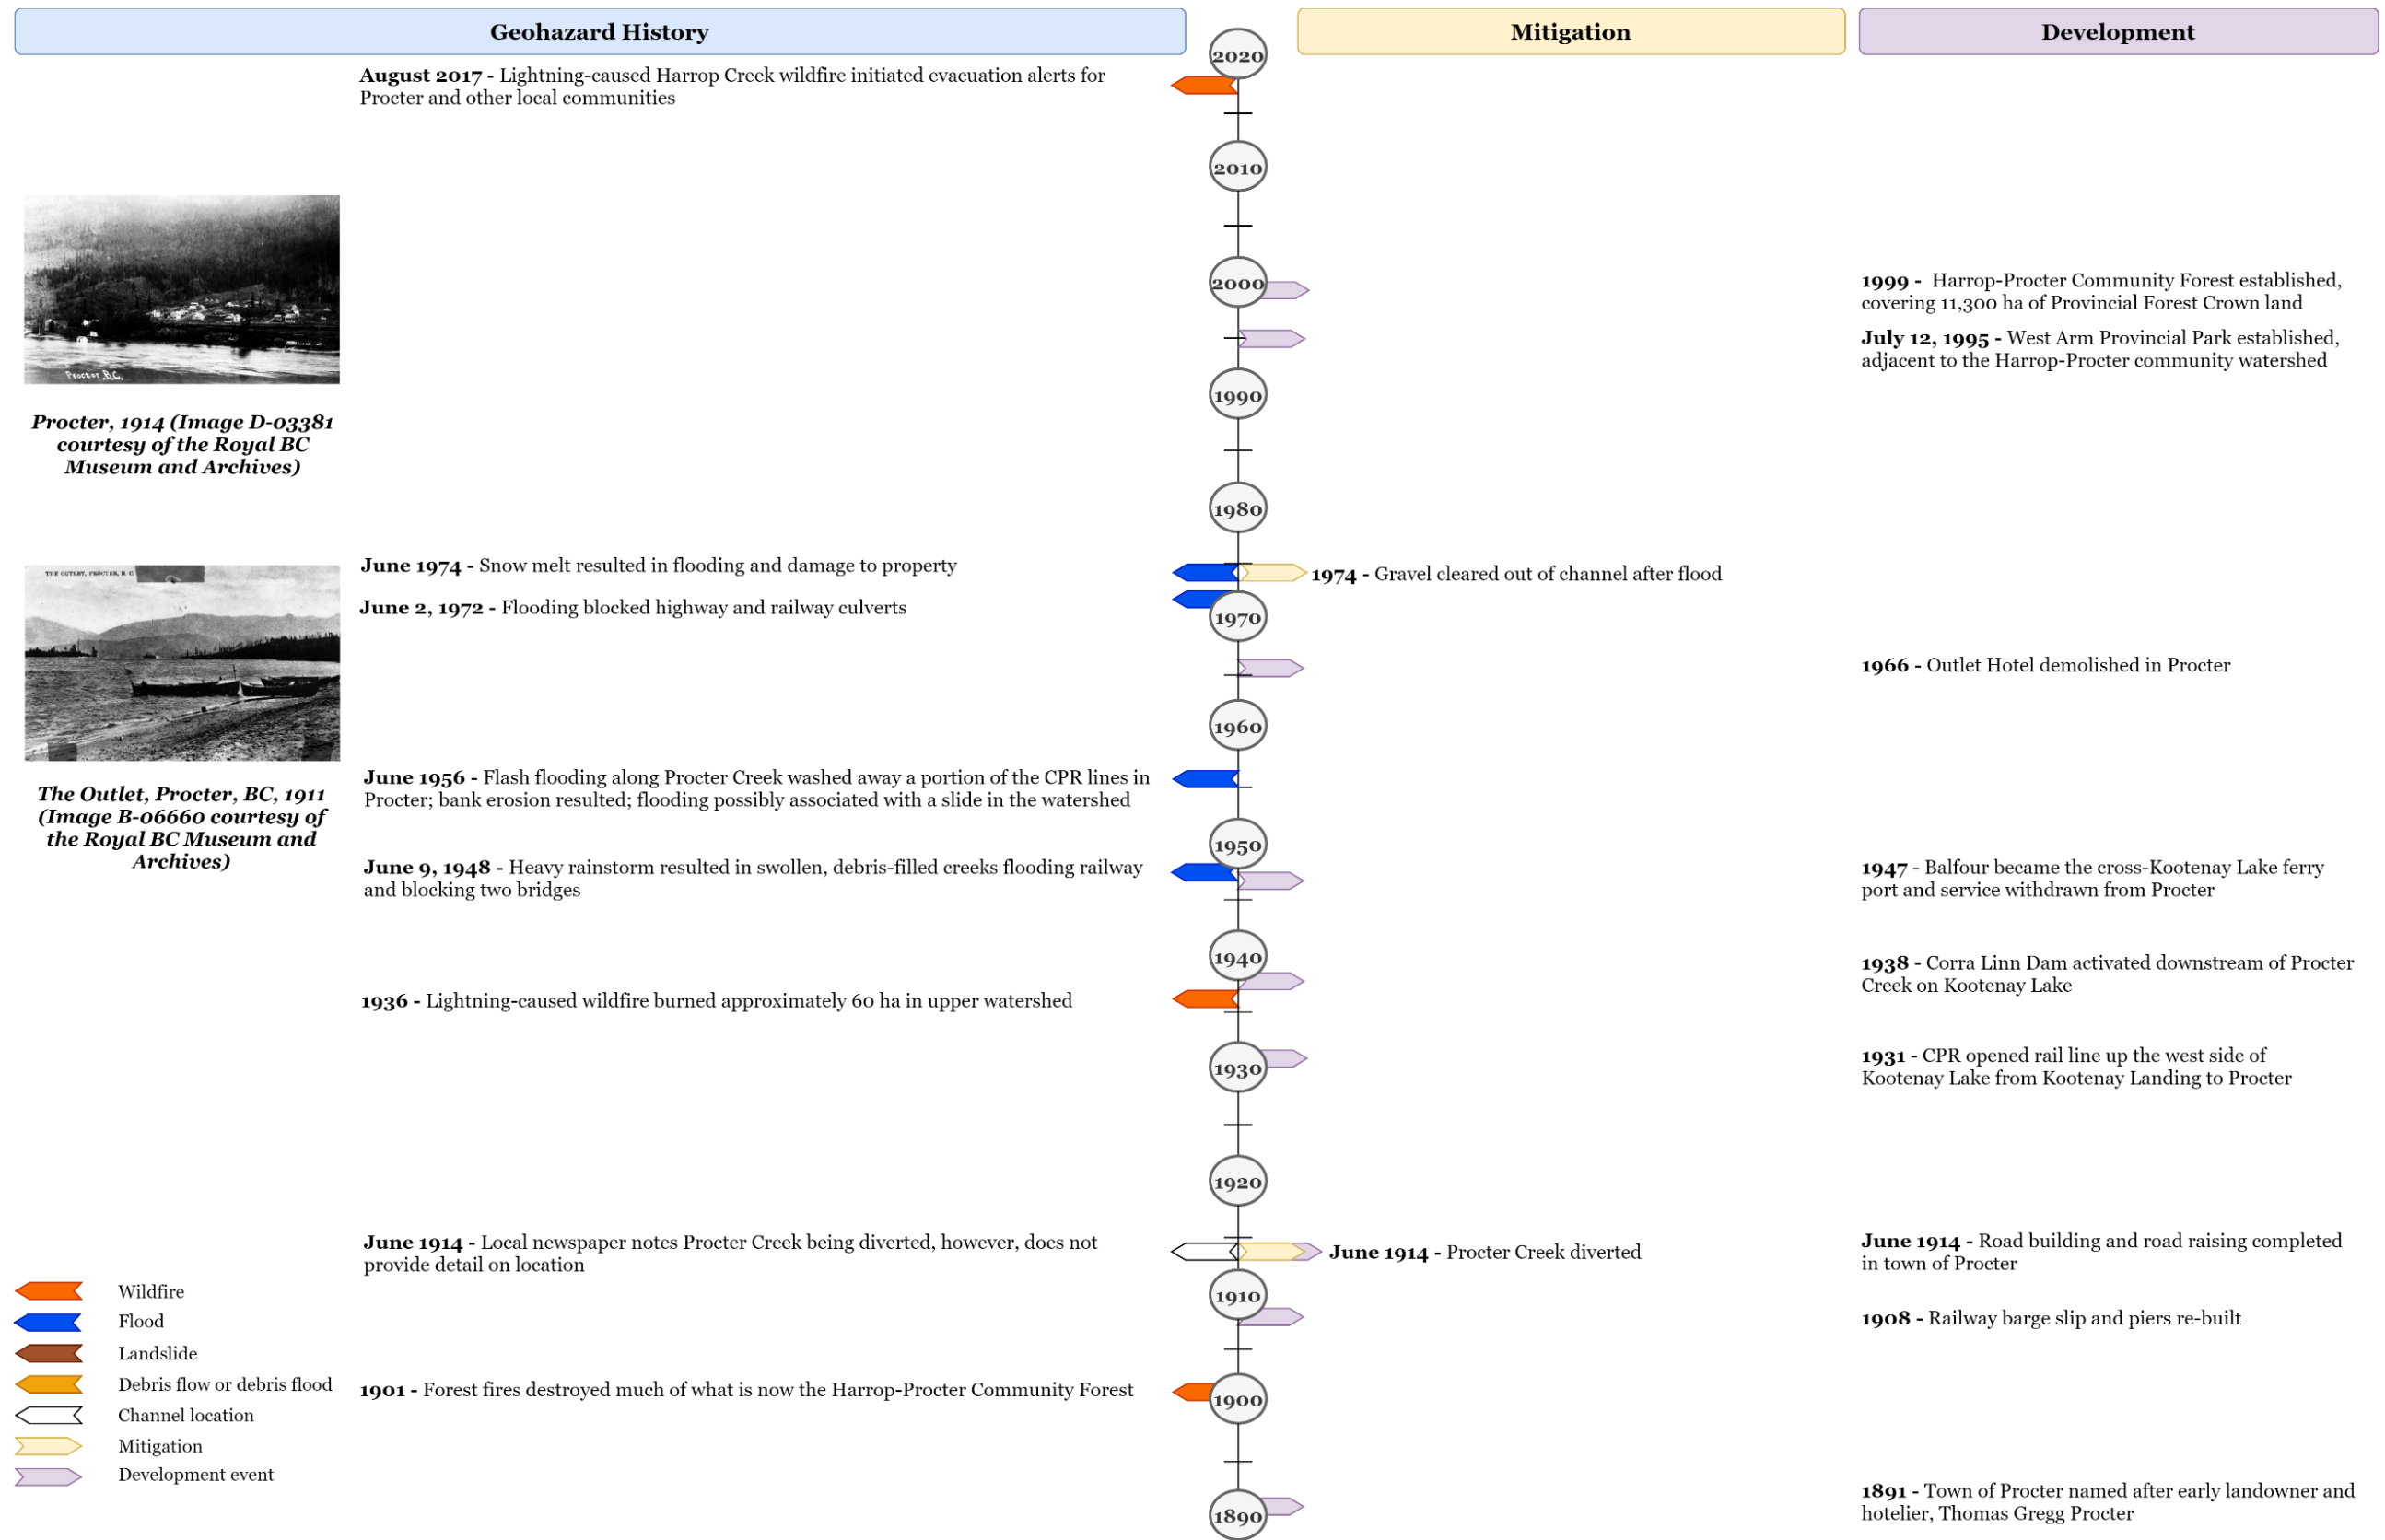 Geohazard History
Mitigation
Development
2020
August 2017 - Lightning-caused Harrop Creek wildfire initiated evacuation alerts for
Procter and other local communities
2010
Procter, B.C.
Procter, 1914 (Image D-03381
courtesy of the Royal BC
Museum and Archives)
2000
1999 -  Harrop-Procter Community Forest established,
covering 11,300 ha of Provincial Forest Crown land
July 12, 1995 - West Arm Provincial Park established,
adjacent to the Harrop-Procter community watershed
1990
1980
THE OUTLET, PROCTER, B. C.
The Outlet, Procter, BC, 1911
(Image B-06660 courtesy of
the Royal BC Museum and
Archives)
June 1974 - Snow melt resulted in flooding and damage to property
1974 - Gravel cleared out of channel after flood
June 2, 1972 - Flooding blocked highway and railway culverts
1970
1966 - Outlet Hotel demolished in Procter
1960
June 1956 - Flash flooding along Procter Creek washed away a portion of the CPR lines in
Procter; bank erosion resulted; flooding possibly associated with a slide in the watershed
1950
June 9, 1948 - Heavy rainstorm resulted in swollen, debris-filled creeks flooding railway
and blocking two bridges
1947 - Balfour became the cross-Kootenay Lake ferry
port and service withdrawn from Procter
1940
1938 - Corra Linn Dam activated downstream of Procter
Creek on Kootenay Lake
1936 - Lightning-caused wildfire burned approximately 60 ha in upper watershed
1930
1931 - CPR opened rail line up the west side of
Kootenay Lake from Kootenay Landing to Procter
1920
June 1914 - Local newspaper notes Procter Creek being diverted, however, does not
provide detail on location
June 1914 - Procter Creek diverted
June 1914 - Road building and road raising completed
in town of Procter
1910
1908 - Railway barge slip and piers re-built
1901 - Forest fires destroyed much of what is now the Harrop-Procter Community Forest
1900
1891 - Town of Procter named after early landowner and
hotelier, Thomas Gregg Procter
1890
Wildfire
Flood
Landslide
Debris flow or debris flood
Channel location
Mitigation
Development event